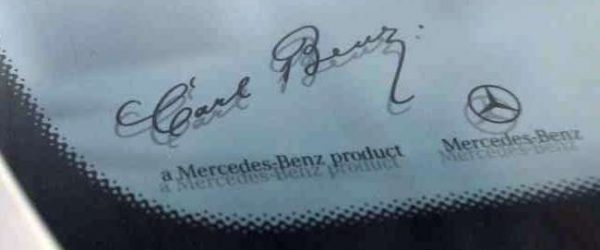 Carl Benz
a Mercedes-Benz product
Mercedes-Benz